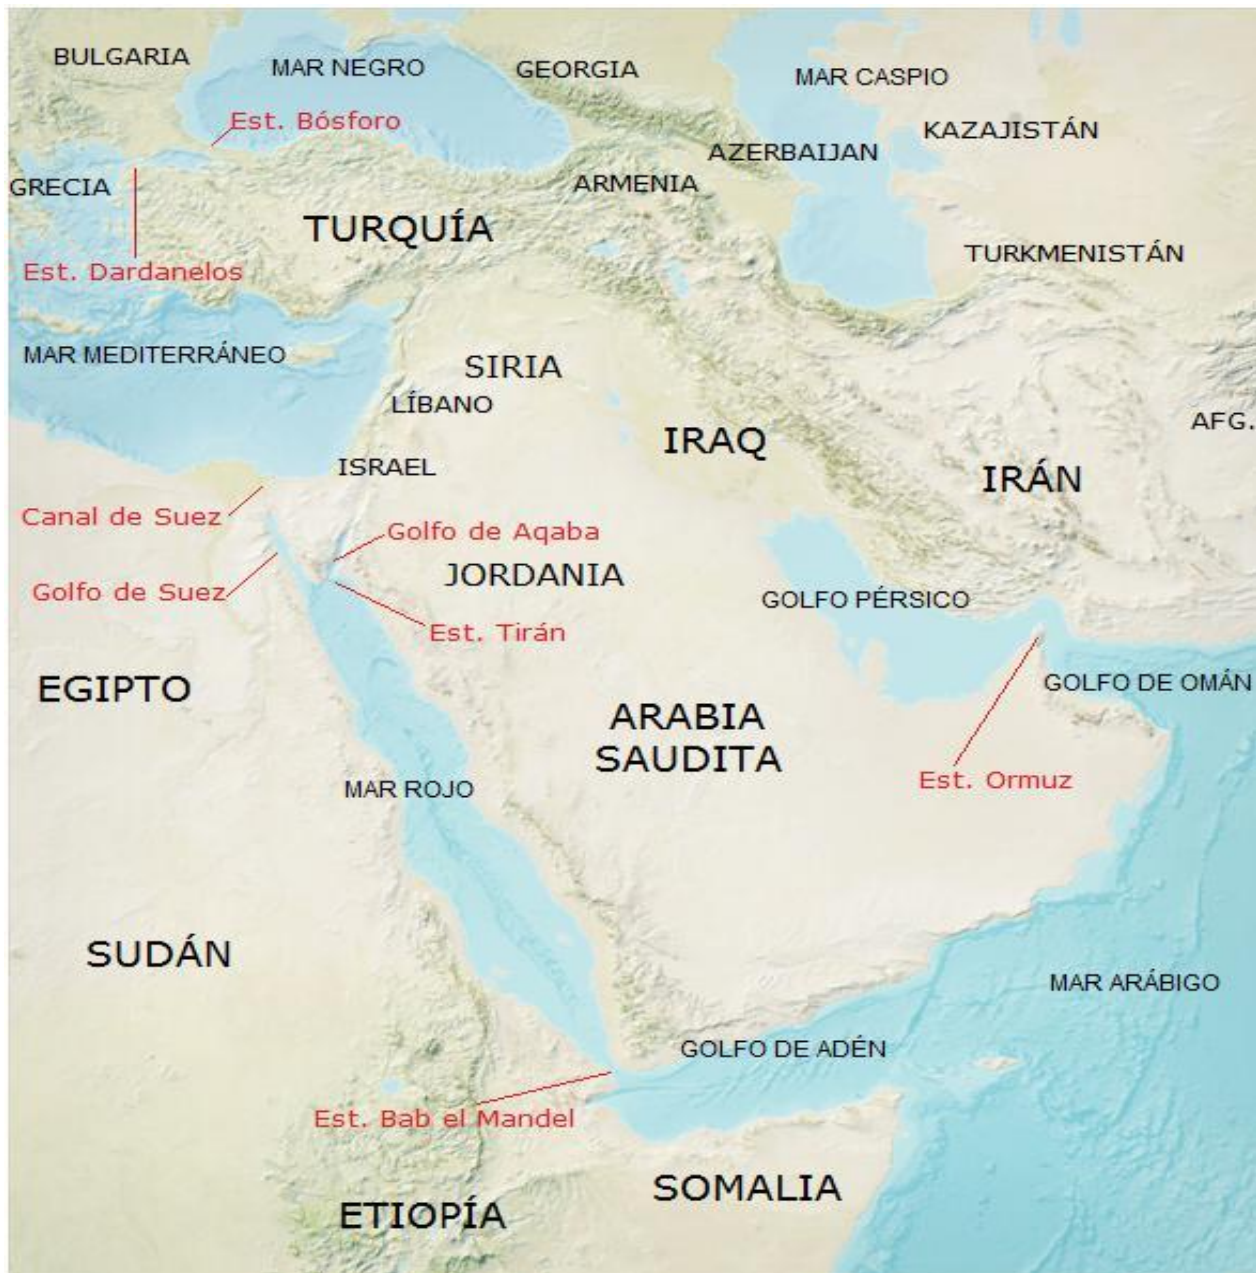 BULGARIA
MAR NEGRO
GEORGIA
MAR CASPIO
Est. Bósforo
KAZAJISTÁN
AZERBAIJAN
GRECIA
ARMENIA
TURQUÍA
TURKMENISTÁN
Est. Dardanelos
MAR MEDITERRÁNEO
SIRIA
LÍBANO
AFG.
IRAQ
ISRAEL
IRÁN
Canal de Suez
Golfo de Aqaba
JORDANIA
Golfo de Suez
GOLFO PÉRSICO
Est. Tirán
EGIPTO
GOLFO DE OMÁN
ARABIA
SAUDITA
Est. Ormuz
MAR ROJO
SUDÁN
MAR ARÁBIGO
GOLFO DE ADÉN
Est. Bab el Mandel
SOMALIA
ETIOPÍA